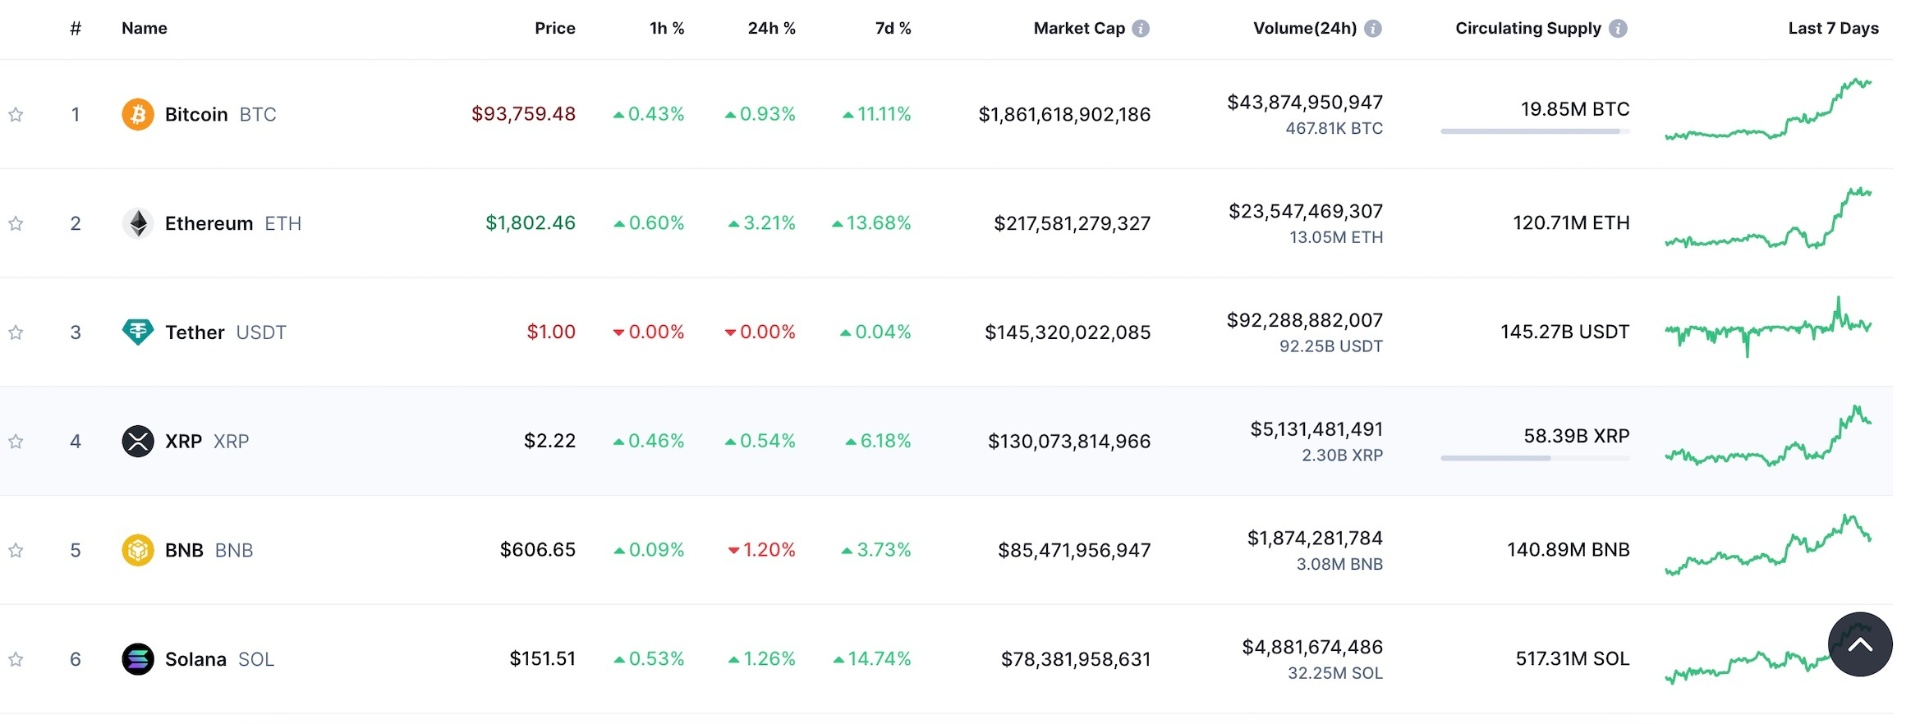 # Name Price 1h % 24h % 7d % Market Cap Volume(24h) Circulating Supply Last 7 Days
1 Bitcoin BTC $93,759.48 0.43% 0.93% 11.11% $1,861,618,902,186 $43,874,950,947 19.85M BTC
467.81K BTC
2 Ethereum ETH $1,802.46 0.60% 3.21% 13.68% $217,581,279,327 $23,547,469,307 120.71M ETH
13.05M ETH
3 Tether USDT $1.00 0.00% 0.00% 0.04% $145,320,022,085 $92,288,882,007 145.27B USDT
92.25B USDT
4 XRP XRP $2.22 0.46% 0.54% 6.18% $130,073,814,966 $5,131,481,491 58.39B XRP
2.30B XRP
5 BNB BNB $606.65 0.09% 1.20% 3.73% $85,471,956,947 $1,874,281,784 140.89M BNB
3.08M BNB
6 Solana SOL $151.51 0.53% 1.26% 14.74% $78,381,958,631 $4,881,674,486 517.31M SOL
32.25M SOL